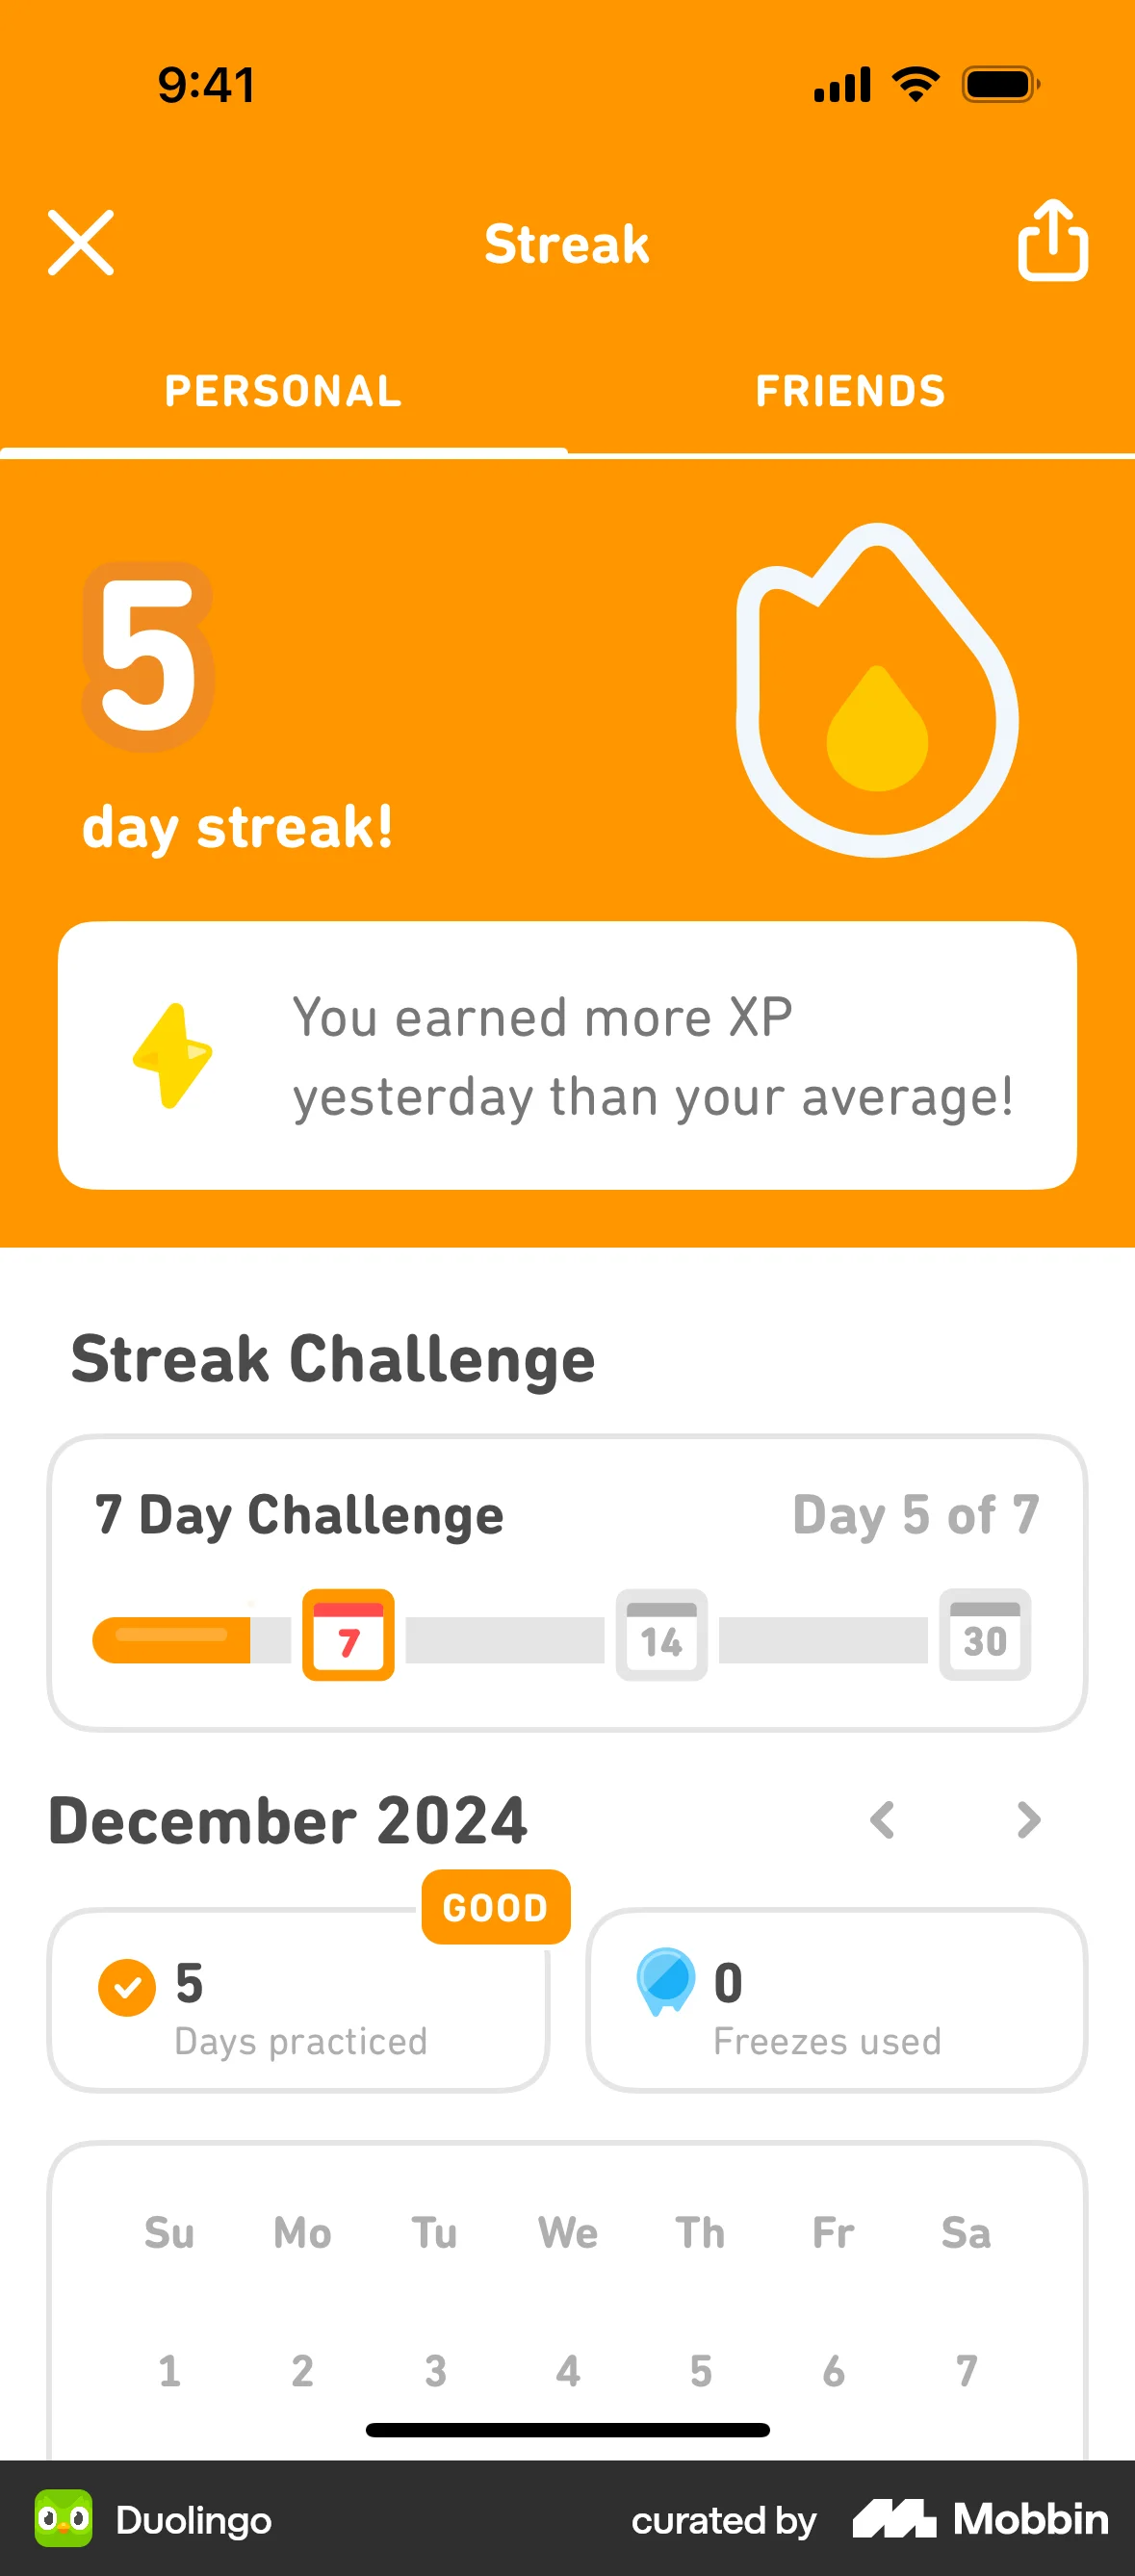 9:41
Streak
PERSONAL
FRIENDS
5
day streak!
You earned more XP
yesterday than your average!
Streak Challenge
7 Day Challenge
Day 5 of 7
7
14
30
December 2024
GOOD
5
Days practiced
0
Freezes used
Su Mo Tu We Th Fr Sa
1 2 3 4 5 6 7
Duolingo
curated by Mobbin